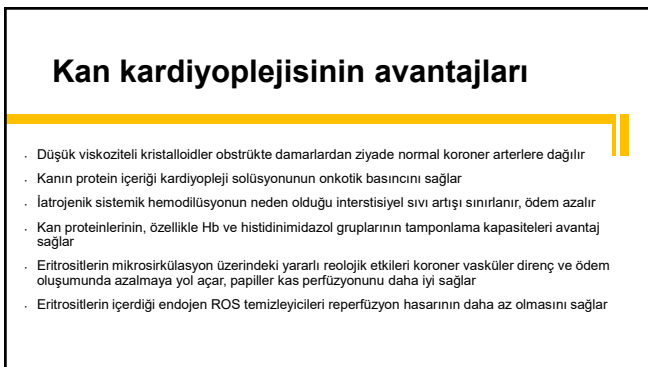 Kan kardiyoplejisinin avantajları
· Düşük viskoziteli kristalloidler obstrükte damarlardan ziyade normal koroner arterlere dağılır
· Kanın protein içeriği kardiyopleji solüsyonunun onkotik basıncını sağlar
· İatrojenik sistemik hemodilüsyonun neden olduğu interstisiyel sıvı artışı sınırlanır, ödem azalır
· Kan proteinlerinin, özellikle Hb ve histidinimidazol gruplarının tamponlama kapasiteleri avantaj
sağlar
· Eritrositlerin mikrosirkülasyon üzerindeki yararlı reolojik etkileri koroner vasküler direnç ve ödem
oluşumunda azalmaya yol açar, papiller kas perfüzyonunu daha iyi sağlar
· Eritrositlerin içerdiği endojen ROS temizleyicileri reperfüzyon hasarının daha az olmasını sağlar